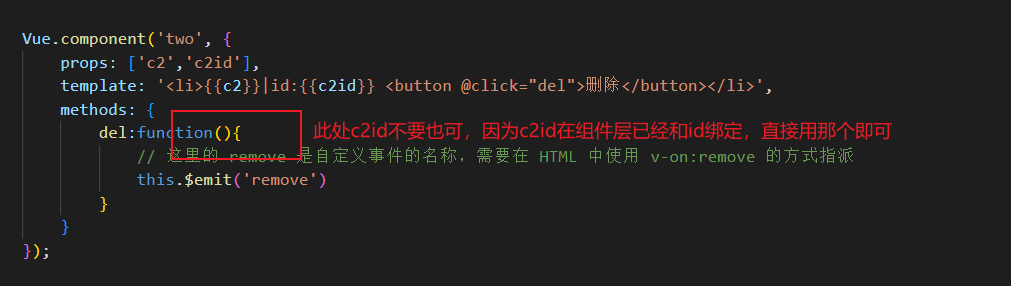 Vue.component('two', {
props: ['c2','c2id'],
template: '<li>{{c2}}|id:{{c2id}} <button @click="del">删除</button></li>',
methods: {
del:function(){
此处c2id不要也可，因为c2id在组件层已经和id绑定，直接用那个即可
// 这里的 remove 是自定义事件的名称，需要在 HTML 中使用 v-on:remove 的方式指派
this.$emit('remove')
}
}
});